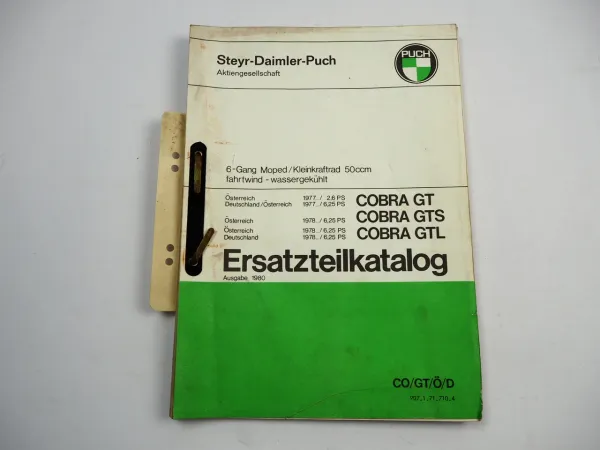 Steyr-Daimler-Puch
Aktiengesellschaft
PUCH
6-Gang Moped/Kleinkraftrad 50ccm
fahrtwind - wassergekühlt
Österreich 1977../ 2,6 PS COBRA GT
Deutschland/Österreich 1977../6,25 PS
Österreich 1978../6,25 PS COBRA GTS
Österreich 1978../6,25 PS COBRA GTL
Deutschland 1978../6,25 PS
Ersatzteilkatalog
Ausgabe 1980
CO/GT/Ö/D